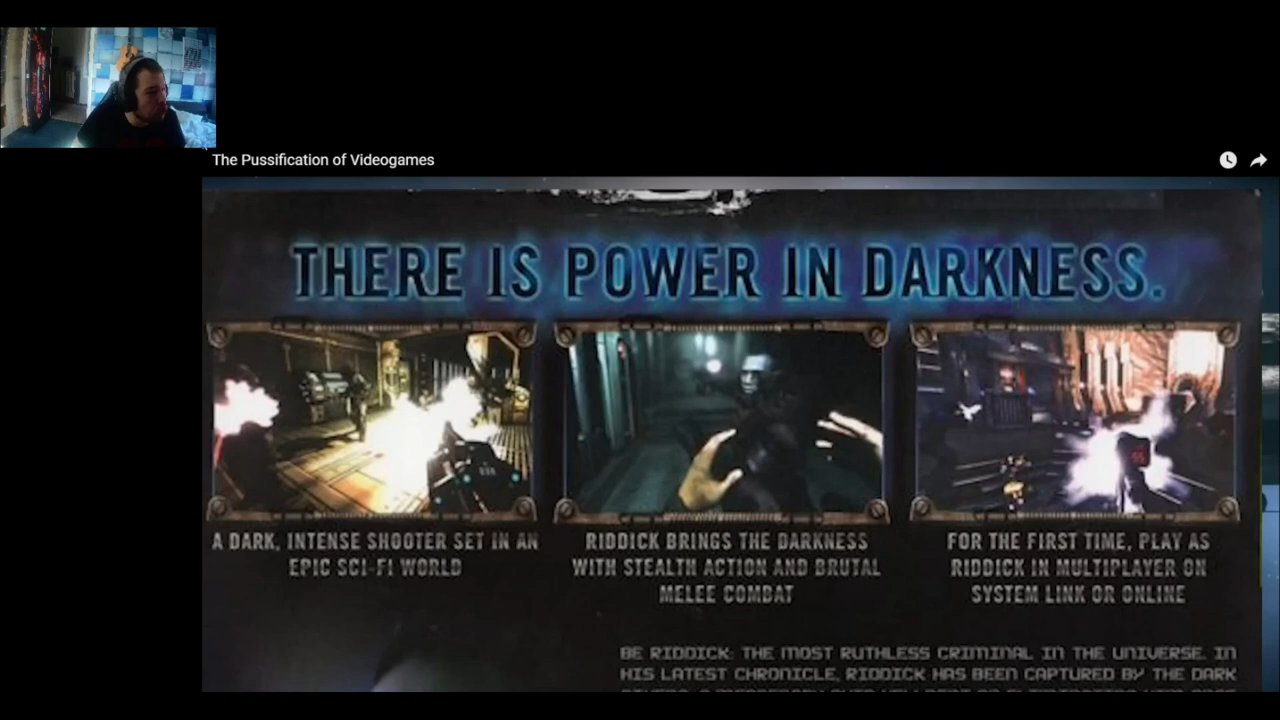 The Pussification of Videogames
THERE IS POWER IN DARKNESS.
A DARK, INTENSE SHOOTER SET IN AN
EPIC SCI-FI WORLD
RIDDICK BRINGS THE DARKNESS
WITH STEALTH ACTION AND BRUTAL
MELEE COMBAT
FOR THE FIRST TIME, PLAY AS
RIDDICK IN MULTIPLAYER ON
SYSTEM LINK OR ONLINE
BE RIDDICK: THE MOST RUTHLESS CRIMINAL IN THE UNIVERSE. IN
HIS LATEST CHRONICLE, RIDDICK HAS BEEN CAPTURED BY THE DARK